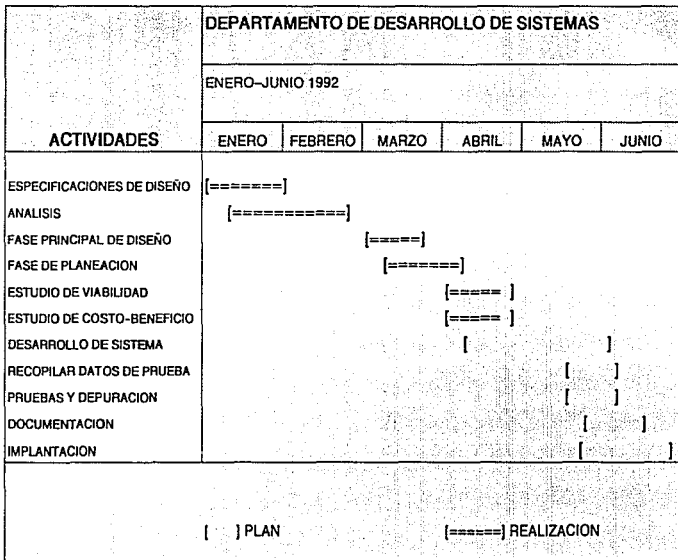 DEPARTAMENTO DE DESARROLLO DE SISTEMAS
ENERO-JUNIO 1992
ACTIVIDADES ENERO FEBRERO MARZO ABRIL MAYO JUNIO
ESPECIFICACIONES DE DISEÑO [=======]
ANALISIS [===========]
FASE PRINCIPAL DE DISEÑO [=====]
FASE DE PLANEACION [=======]
ESTUDIO DE VIABILIDAD [===== ]
ESTUDIO DE COSTO-BENEFICIO [===== ]
DESARROLLO DE SISTEMA [ ]
RECOPILAR DATOS DE PRUEBA [ ]
PRUEBAS Y DEPURACION [ ]
DOCUMENTACION [ ]
IMPLANTACION [ ]
[ ] PLAN [======] REALIZACION